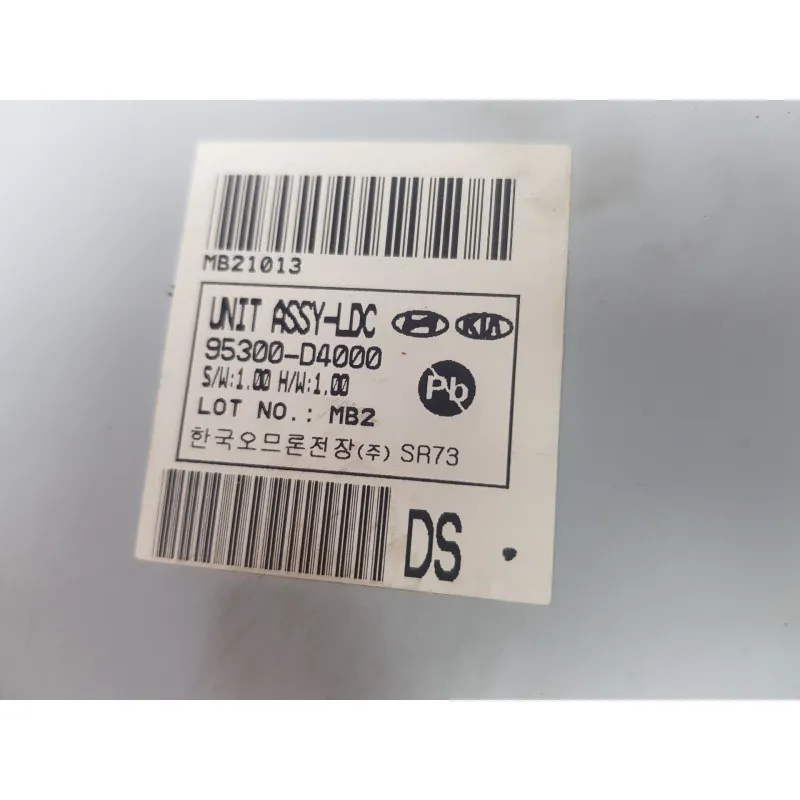 MB21013
UNIT ASSY-LDC
KIA
95300-D4000
S/W:1.00 H/W:1.00
Pb
LOT NO.: MB2
한국오므론전장(주) SR73
DS